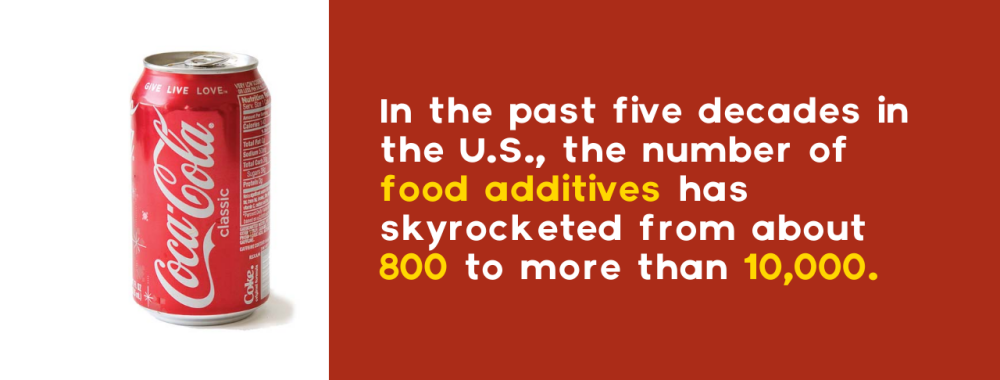 GIVE LIVE LOVE.
Coca-Cola
classic
Coke.
In the past five decades in
the U.S., the number of
food additives has
skyrocketed from about
800 to more than 10,000.